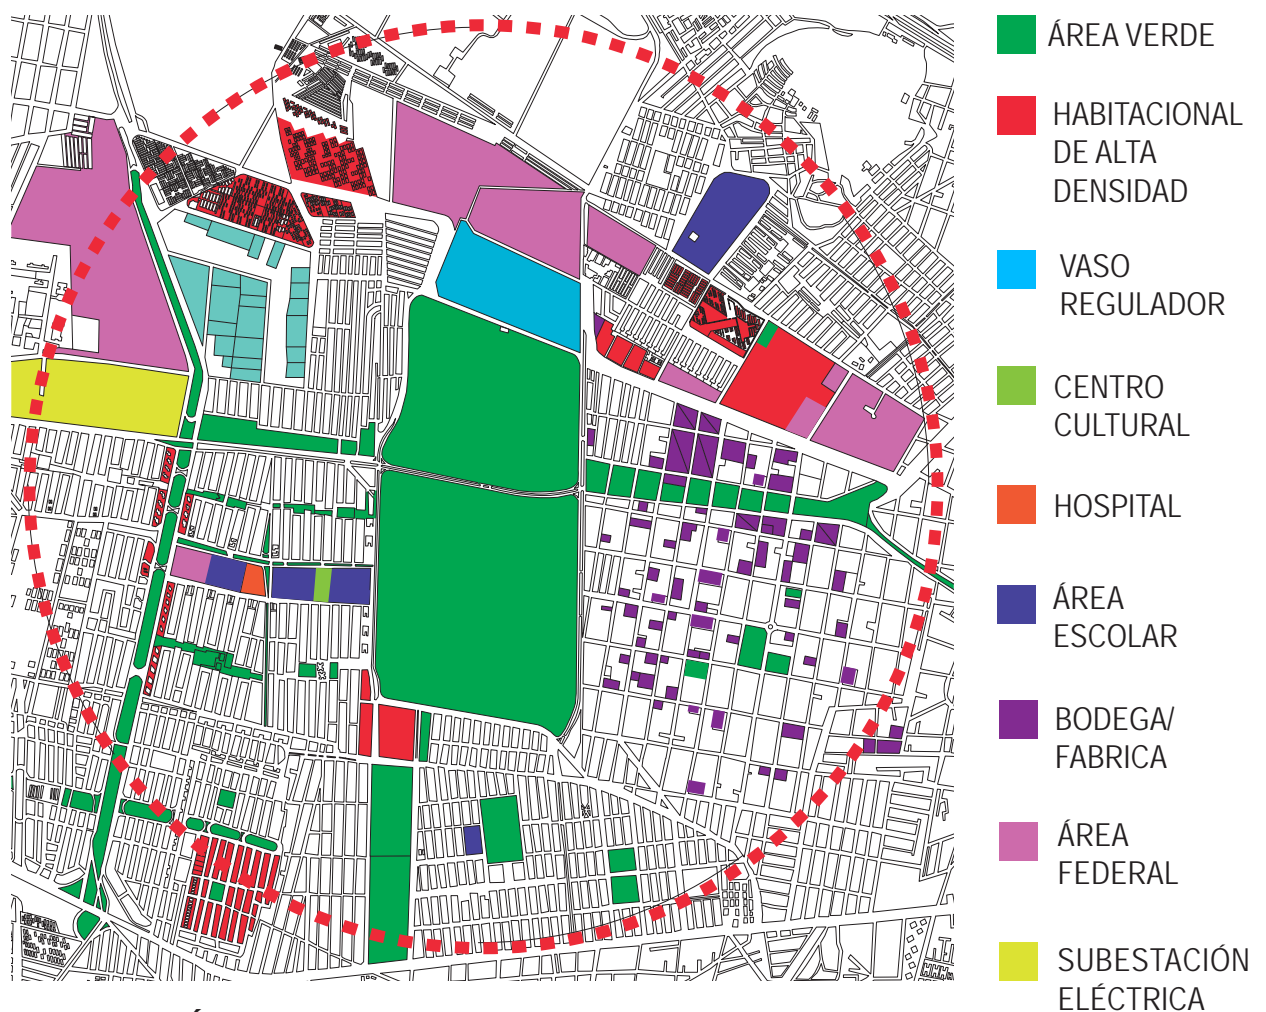 ÁREA VERDE
HABITACIONAL
DE ALTA
DENSIDAD
VASO
REGULADOR
CENTRO
CULTURAL
HOSPITAL
ÁREA
ESCOLAR
BODEGA/
FABRICA
ÁREA
FEDERAL
SUBESTACIÓN
ELÉCTRICA